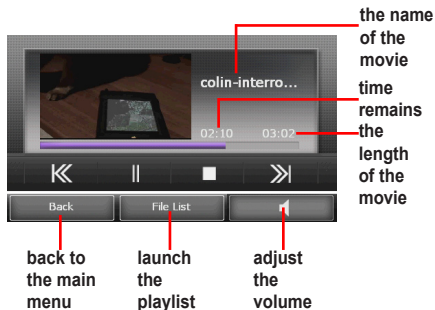 the name
of the
movie
colin-interro...
time
remains
02:10 03:02
the
length
of the
movie
Back File List
back to
the main
menu
launch
the
playlist
adjust
the
volume